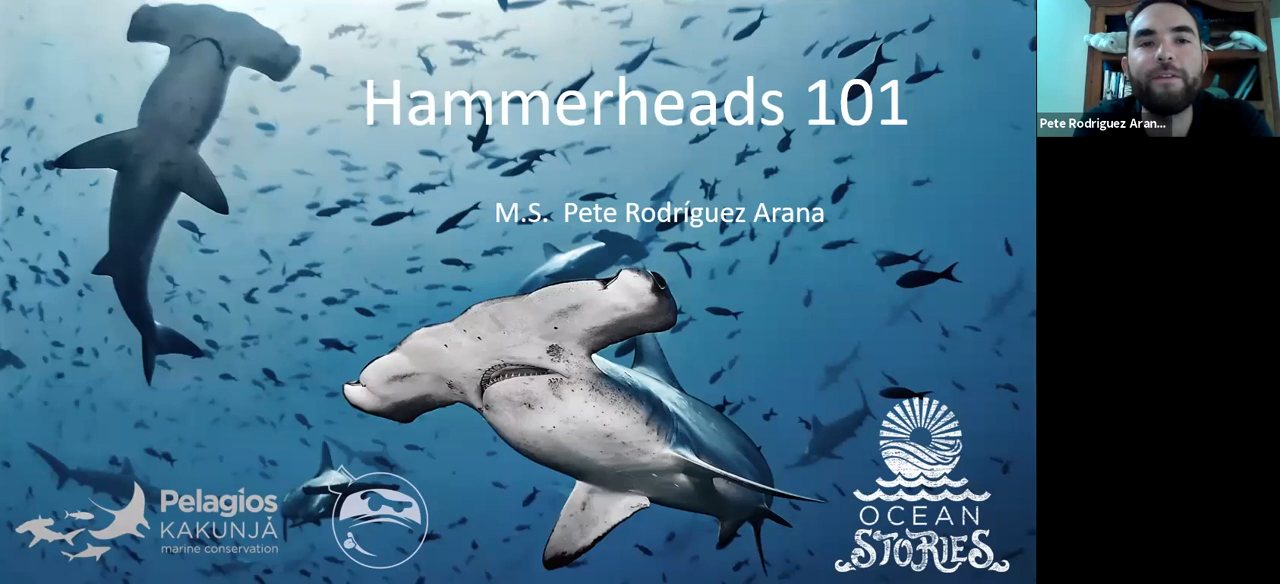 Hammerheads 101
M.S. Pete Rodríguez Arana
Pete Rodriguez Aran...
Pelagios
KAKUNJÁ
marine conservation
OCEAN
STORIES